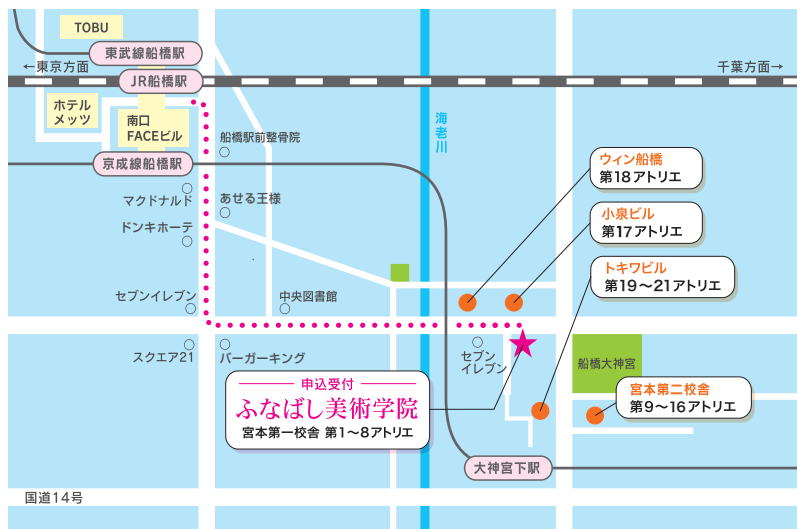 TOBU
東武線船橋駅
←東京方面
JR船橋駅
千葉方面→
ホテル
メッツ
南口
FACEビル
海老川
船橋駅前整骨院
京成線船橋駅
ウィン船橋
第18アトリエ
マクドナルド
あせる王様
小泉ビル
第17アトリエ
ドンキホーテ
トキワビル
第19～21アトリエ
セブンイレブン
中央図書館
スクエア21
バーガーキング
セブン
イレブン
船橋大神宮
申込受付
ふなばし美術学院
宮本第一校舎 第1～8アトリエ
宮本第二校舎
第9～16アトリエ
大神宮下駅
国道14号